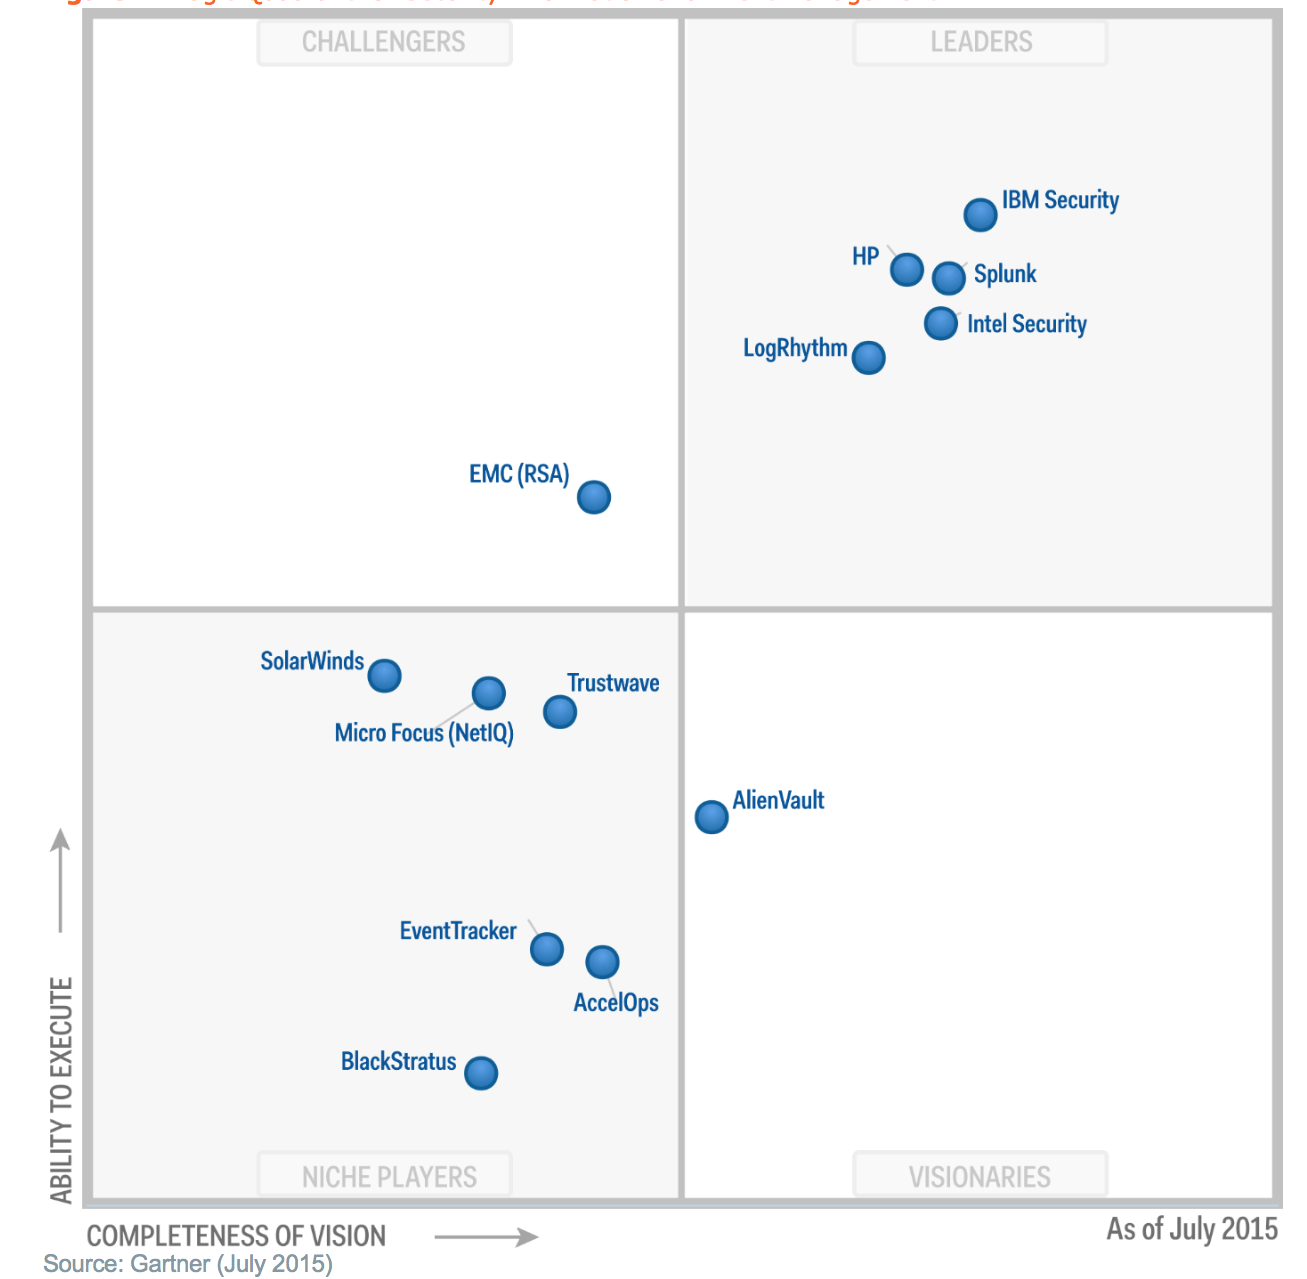 CHALLENGERS
LEADERS
IBM Security
HP
Splunk
Intel Security
LogRhythm
EMC (RSA)
SolarWinds
Trustwave
Micro Focus (NetIQ)
AlienVault
EventTracker
AccelOps
BlackStratus
ABILITY TO EXECUTE
NICHE PLAYERS
VISIONARIES
COMPLETENESS OF VISION
As of July 2015
Source: Gartner (July 2015)